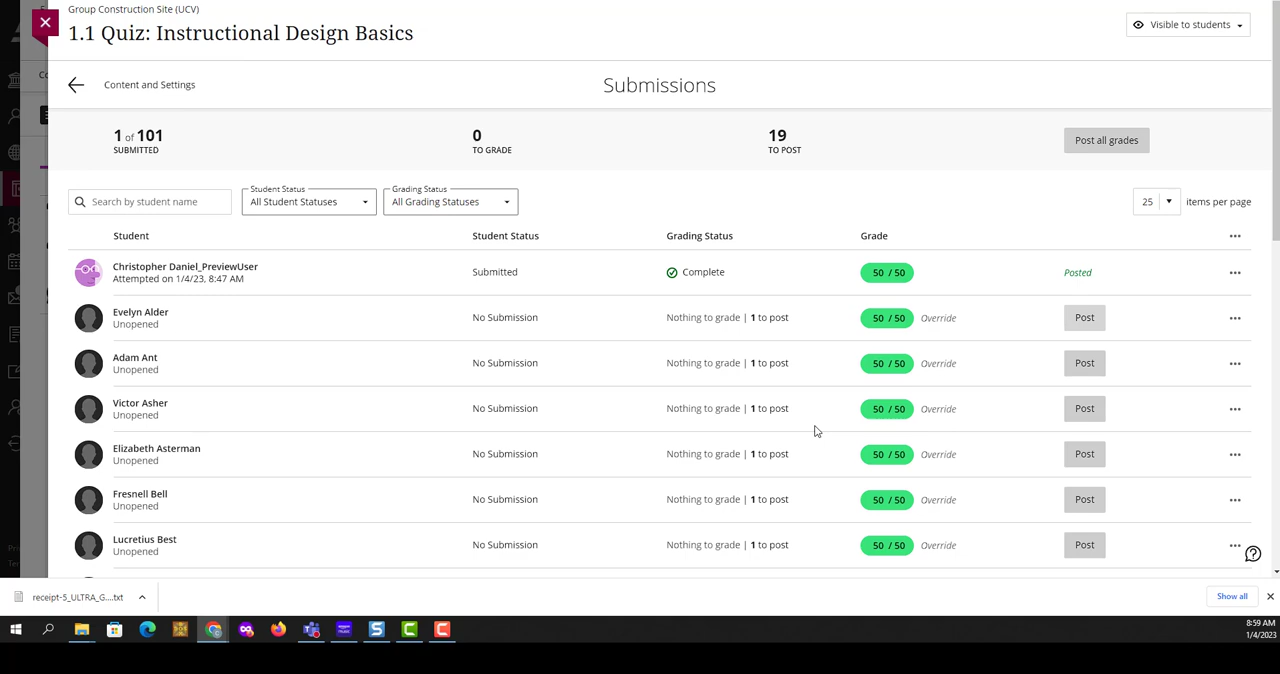 Group Construction Site (UCV)
1.1 Quiz: Instructional Design Basics
Visible to students
Content and Settings
Submissions
1 of 101
SUBMITTED
0
TO GRADE
19
TO POST
Post all grades
Search by student name
Student Status
All Student Statuses
Grading Status
All Grading Statuses
25 items per page
Student Student Status Grading Status Grade
Christopher Daniel_PreviewUser
Attempted on 1/4/23, 8:47 AM
Submitted Complete 50 / 50 Posted
Evelyn Alder
Unopened
No Submission Nothing to grade | 1 to post 50 / 50 Override Post
Adam Ant
Unopened
No Submission Nothing to grade | 1 to post 50 / 50 Override Post
Victor Asher
Unopened
No Submission Nothing to grade | 1 to post 50 / 50 Override Post
Elizabeth Asterman
Unopened
No Submission Nothing to grade | 1 to post 50 / 50 Override Post
Fresnell Bell
Unopened
No Submission Nothing to grade | 1 to post 50 / 50 Override Post
Lucretius Best
Unopened
No Submission Nothing to grade | 1 to post 50 / 50 Override Post
receipt-5_ULTRA_G....txt
Show all
8:59 AM
1/4/2023